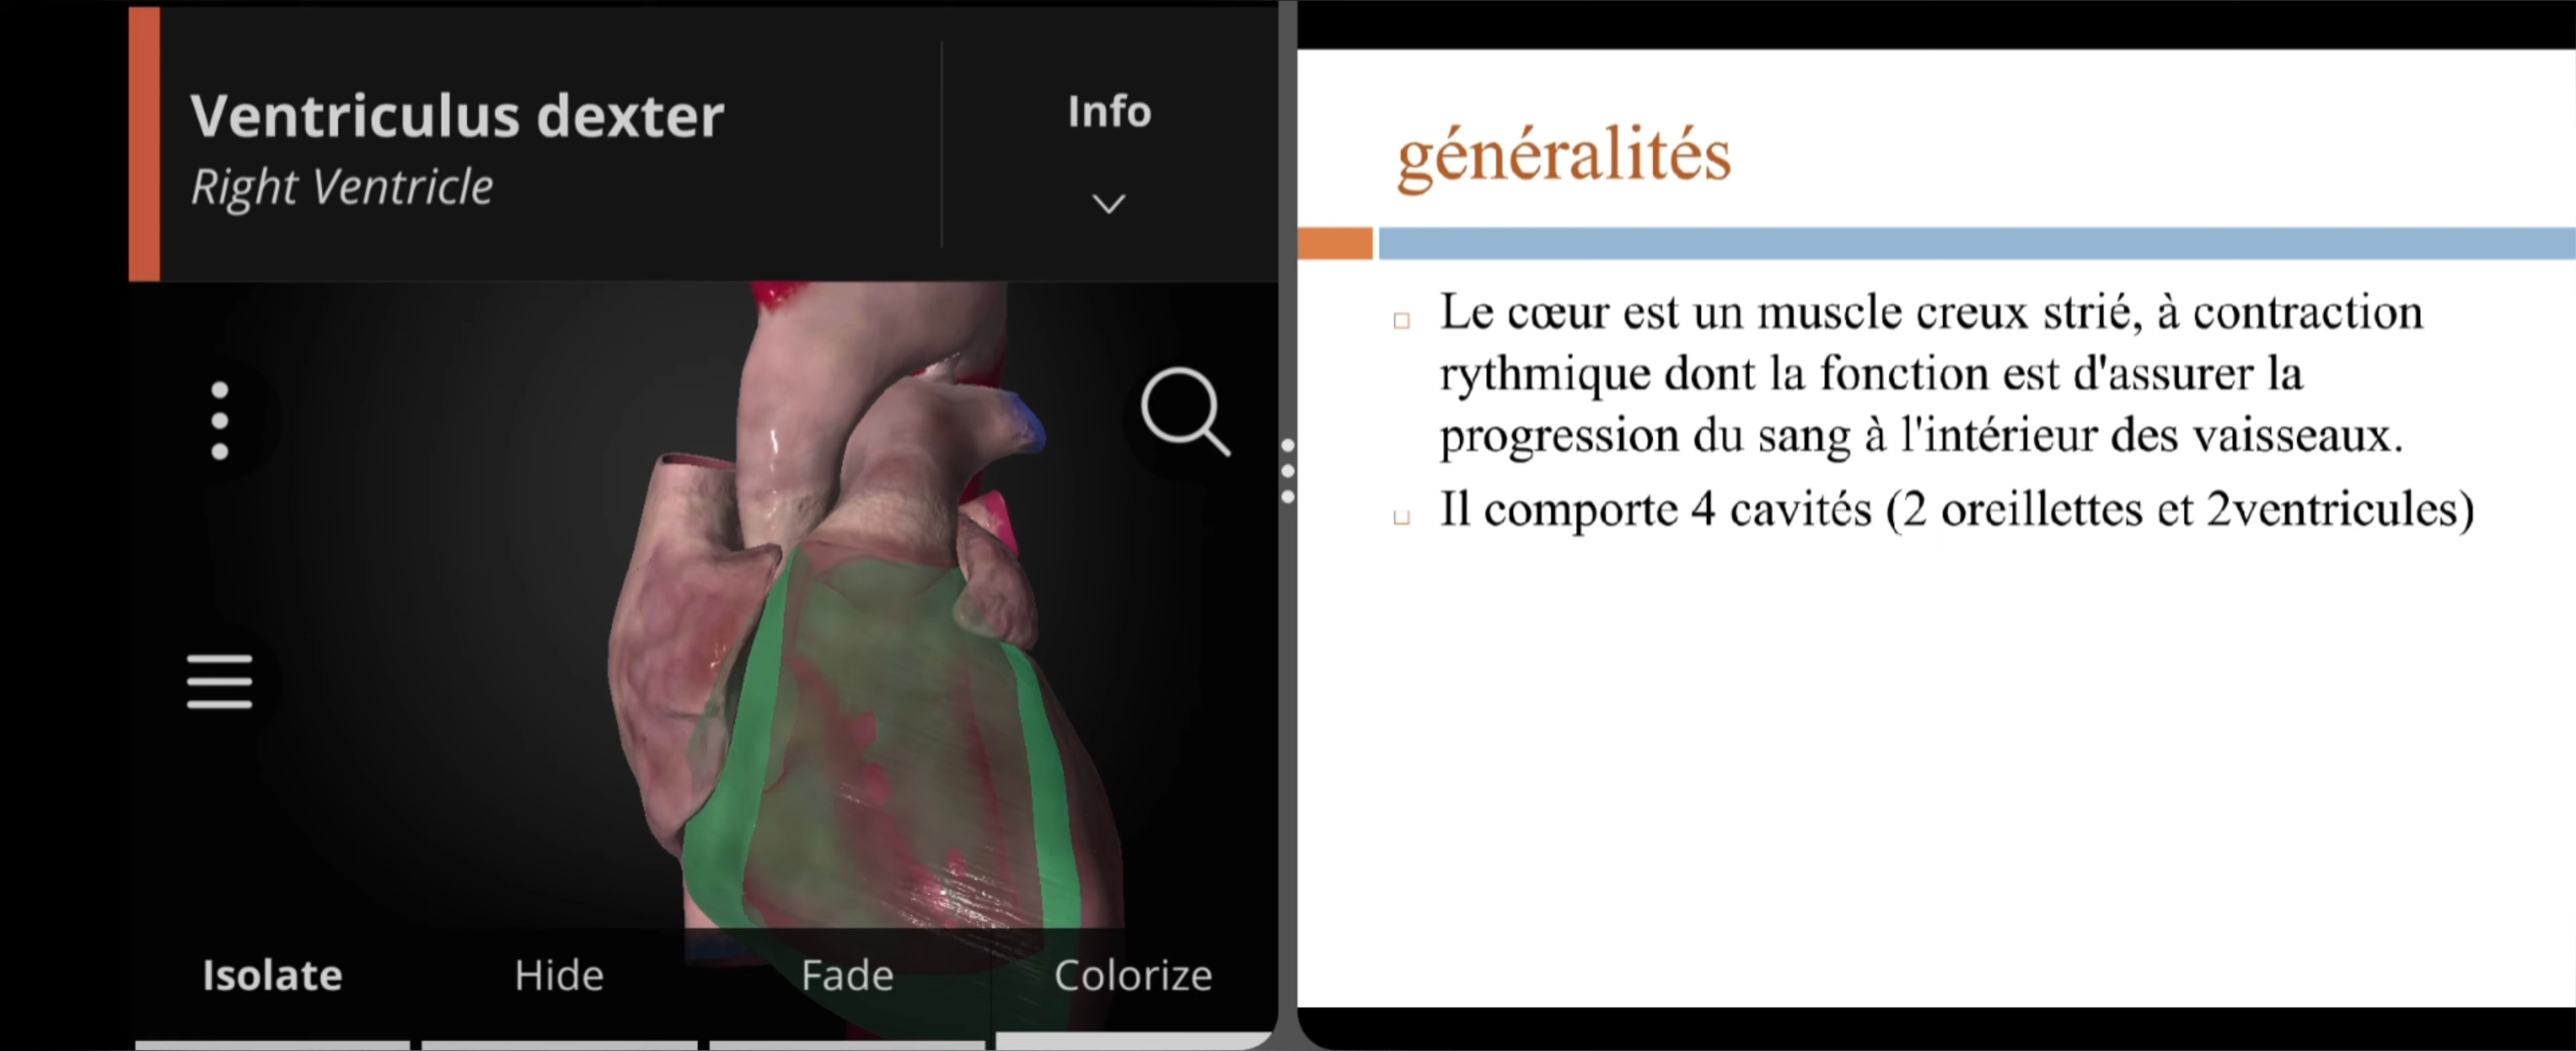 Ventriculus dexter
Right Ventricle
Info
Isolate
Hide
Fade
Colorize
généralités
Le cœur est un muscle creux strié, à contraction
rythmique dont la fonction est d'assurer la
progression du sang à l'intérieur des vaisseaux.
Il comporte 4 cavités (2 oreillettes et 2ventricules)